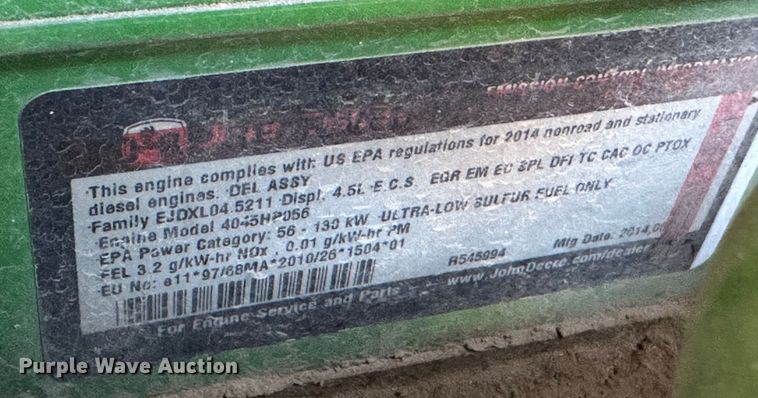 John Deere
EMISSION CONTROL INFORMATION
·This engine complies with US EPA regulations for 2014 nonroad and stationary
diesel engines. ·DEL ASSY
·Family EJDXL04.5211 ·Displ. 4.5L ·E.C.S. EGR EM EC SPL DFI TC CAC OC PTOX
·Engine Model 4045HP056
EPA Power Category: 56 - 130 kW ULTRA-LOW SULFUR FUEL ONLY
FEL 3.2 g/kW-hr NOx, 0.01 g/kW-hr PM
EU No: e11*97/68MA*2010/26*1504*01
R545994 Mfg Date: 2014,
For Engine Service and Parts www.JohnDeere.com/dealer
Purple Wave Auction®